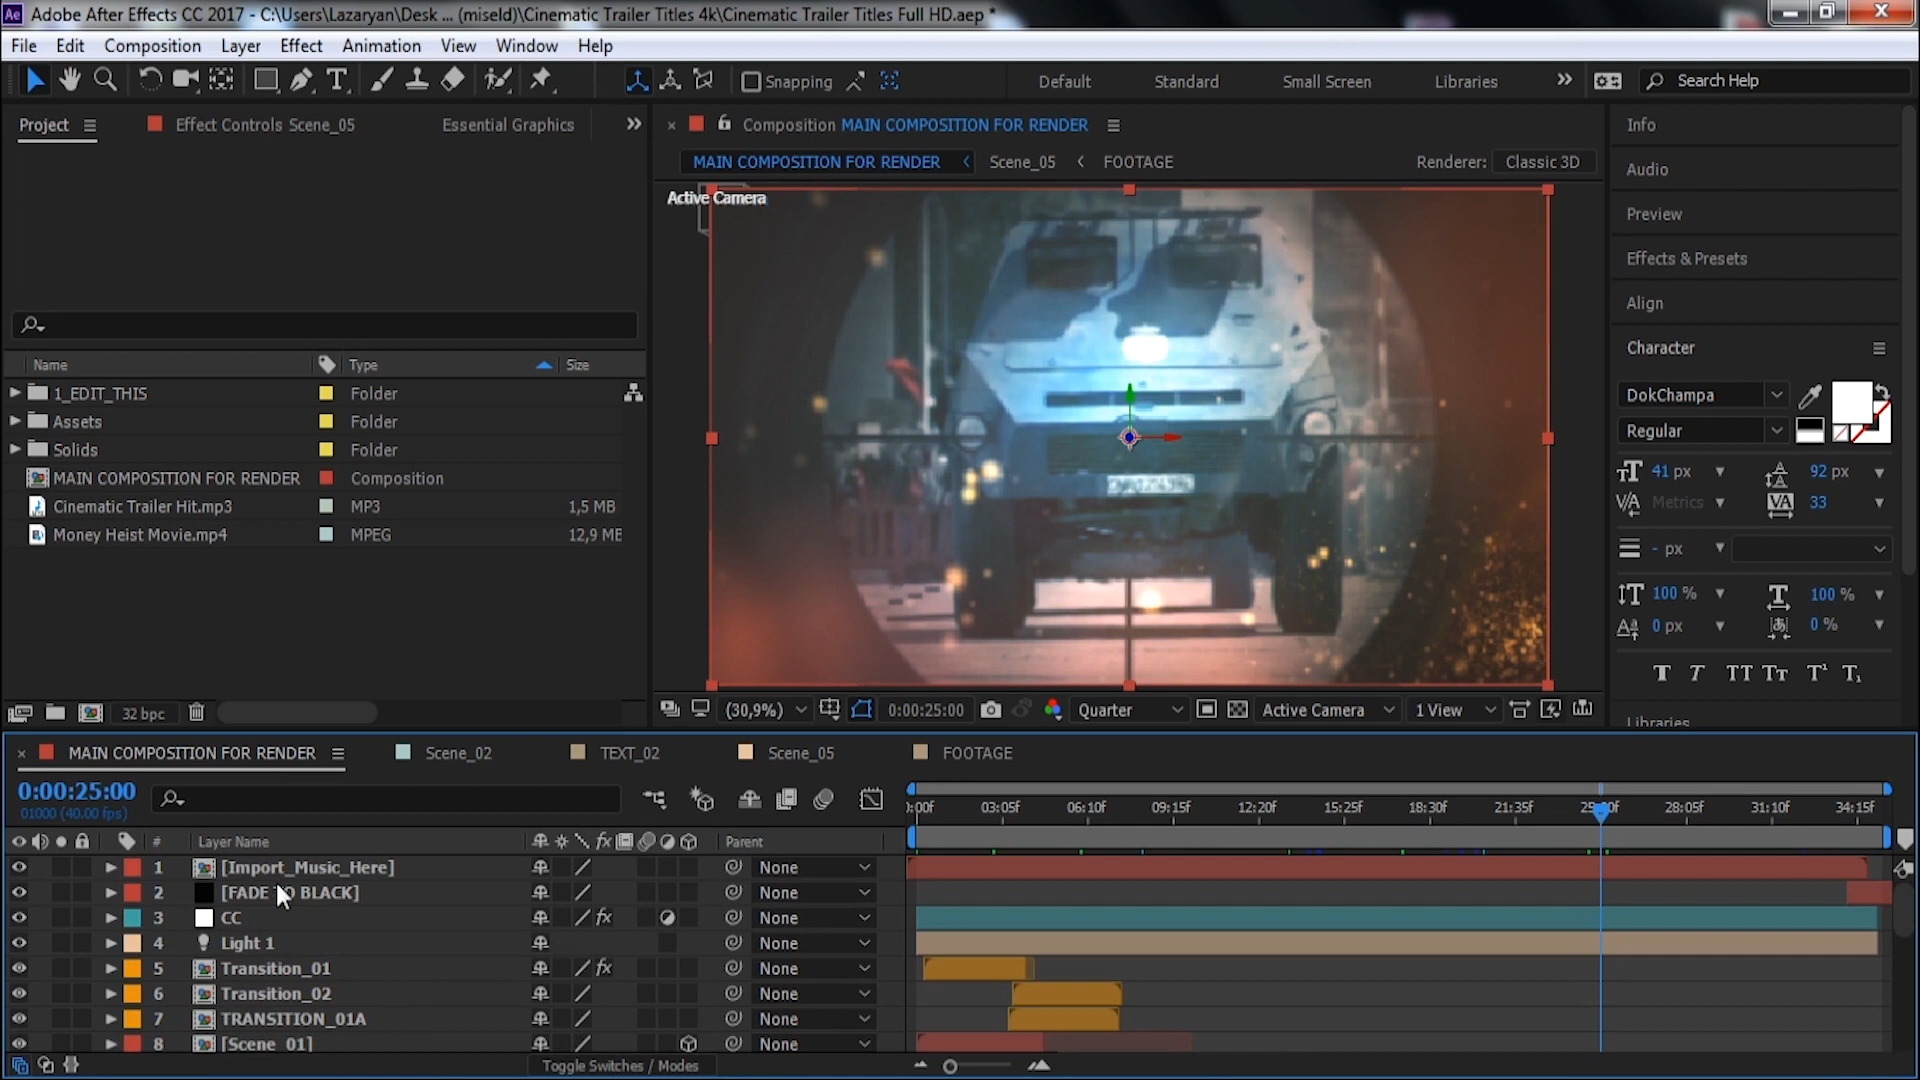 Adobe After Effects CC 2017 - C:\Users\Lazaryan\Desk ... (miseld)\Cinematic Trailer Titles 4k\Cinematic Trailer Titles Full HD.aep *
File Edit Composition Layer Effect Animation View Window Help
Snapping Default Standard Small Screen Libraries Search Help
Project Effect Controls Scene_05 Essential Graphics
Composition MAIN COMPOSITION FOR RENDER
MAIN COMPOSITION FOR RENDER Scene_05 FOOTAGE Renderer: Classic 3D
Active Camera
Info
Audio
Preview
Effects & Presets
Align
Character
DokChampa
Regular
41 px 92 px
Metrics 33
- px
100 % 100 %
0 px 0 %
Libraries
Name Type Size
1_EDIT_THIS Folder
Assets Folder
Solids Folder
MAIN COMPOSITION FOR RENDER Composition
Cinematic Trailer Hit.mp3 MP3 1,5 MB
Money Heist Movie.mp4 MPEG 12,9 ME
32 bpc
(30,9%) 0:00:25:00 Quarter Active Camera 1 View
MAIN COMPOSITION FOR RENDER Scene_02 TEXT_02 Scene_05 FOOTAGE
0:00:25:00
01000 (40.00 fps)
):00f 03:05f 06:10f 09:15f 12:20f 15:25f 18:30f 21:35f 28:05f 31:10f 34:15f
# Layer Name Parent
1 [Import_Music_Here] None
2 [FADE TO BLACK] None
3 CC None
4 Light 1 None
5 Transition_01 None
6 Transition_02 None
7 TRANSITION_01A None
8 [Scene_01] None
Toggle Switches / Modes